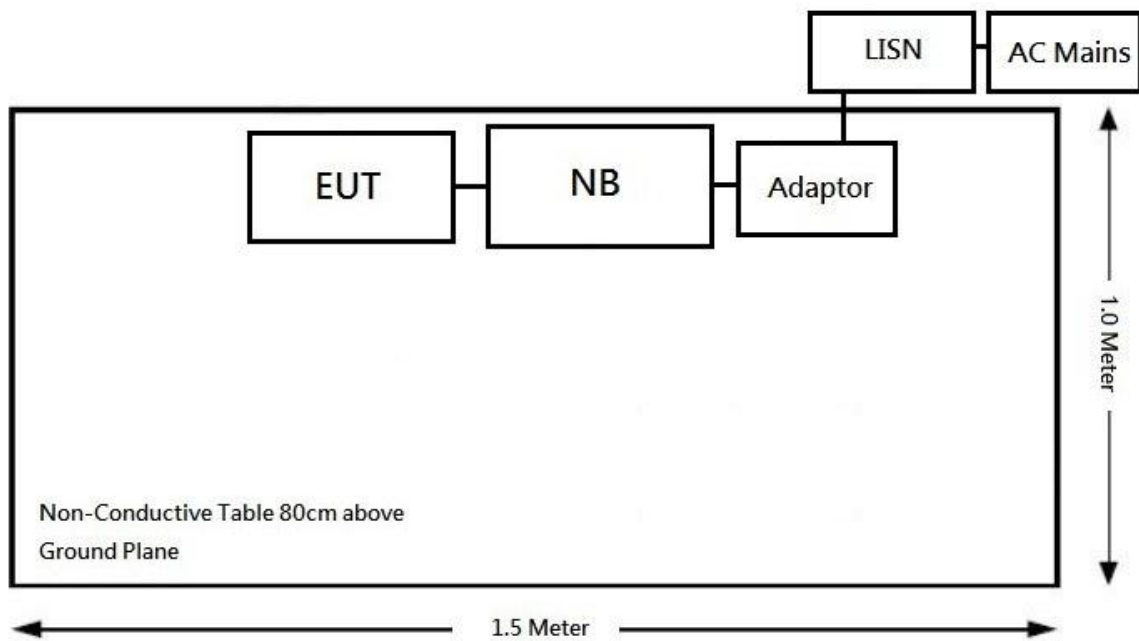 LISN
AC Mains
EUT
NB
Adaptor
1.0 Meter
Non-Conductive Table 80cm above
Ground Plane
1.5 Meter